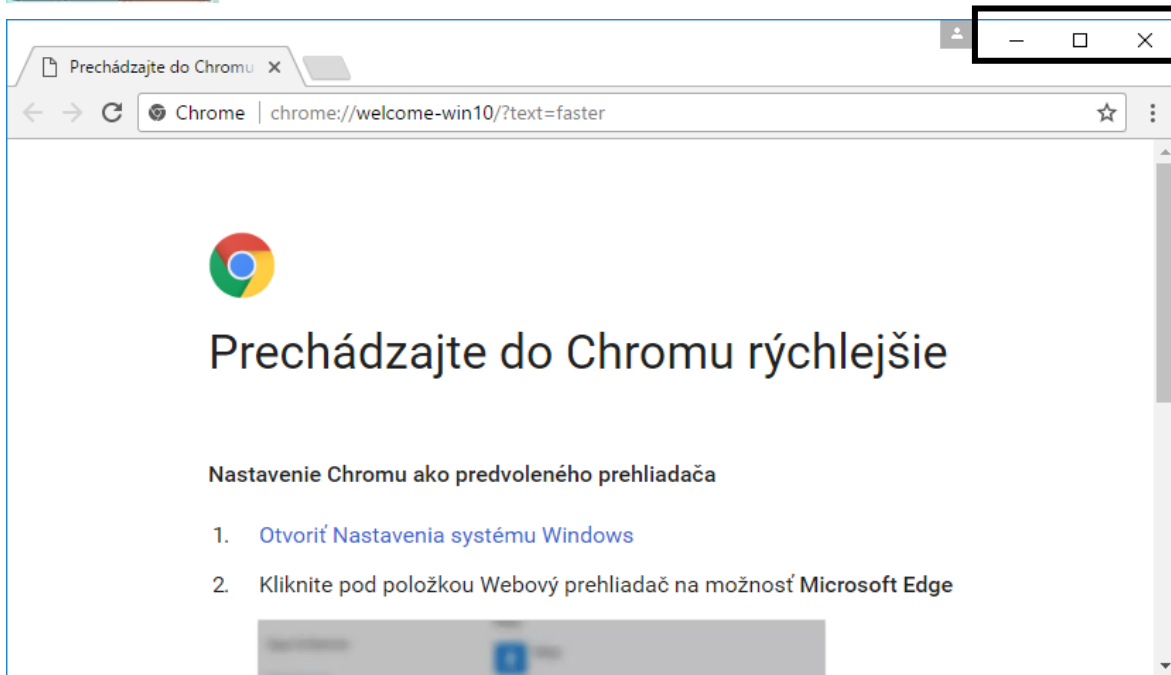 Prechádzajte do Chromu
Chrome | chrome://welcome-win10/?text=faster
Prechádzajte do Chromu rýchlejšie
Nastavenie Chromu ako predvoleného prehliadača
1. Otvoriť Nastavenia systému Windows
2. Kliknite pod položkou Webový prehliadač na možnosť Microsoft Edge